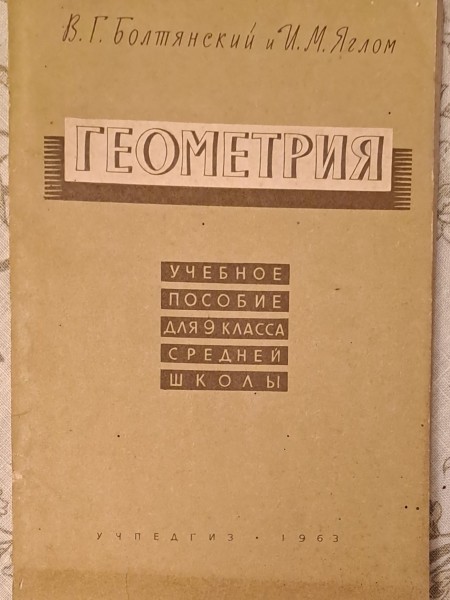 В. Г. Болтянский и И. М. Яглом
ГЕОМЕТРИЯ
УЧЕБНОЕ
ПОСОБИЕ
ДЛЯ 9 КЛАССА
СРЕДНЕЙ
ШКОЛЫ
УЧПЕДГИЗ · 1963